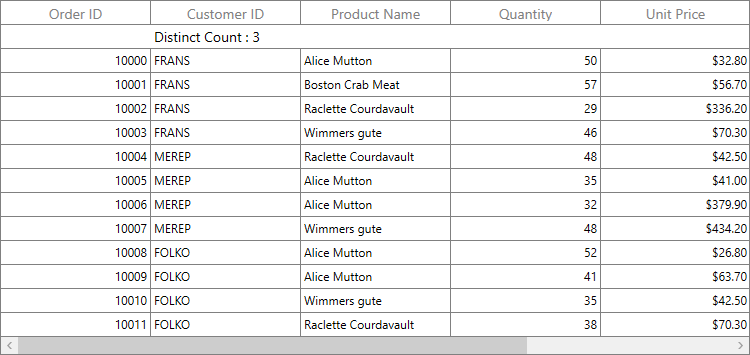 Order ID Customer ID Product Name Quantity Unit Price
Distinct Count : 3
10000 FRANS Alice Mutton 50 $32.80
10001 FRANS Boston Crab Meat 57 $56.70
10002 FRANS Raclette Courdavault 29 $336.20
10003 FRANS Wimmers gute 46 $70.30
10004 MEREP Raclette Courdavault 48 $42.50
10005 MEREP Alice Mutton 35 $41.00
10006 MEREP Alice Mutton 32 $379.90
10007 MEREP Wimmers gute 48 $434.20
10008 FOLKO Alice Mutton 52 $26.80
10009 FOLKO Alice Mutton 41 $63.70
10010 FOLKO Wimmers gute 35 $42.50
10011 FOLKO Raclette Courdavault 38 $70.30